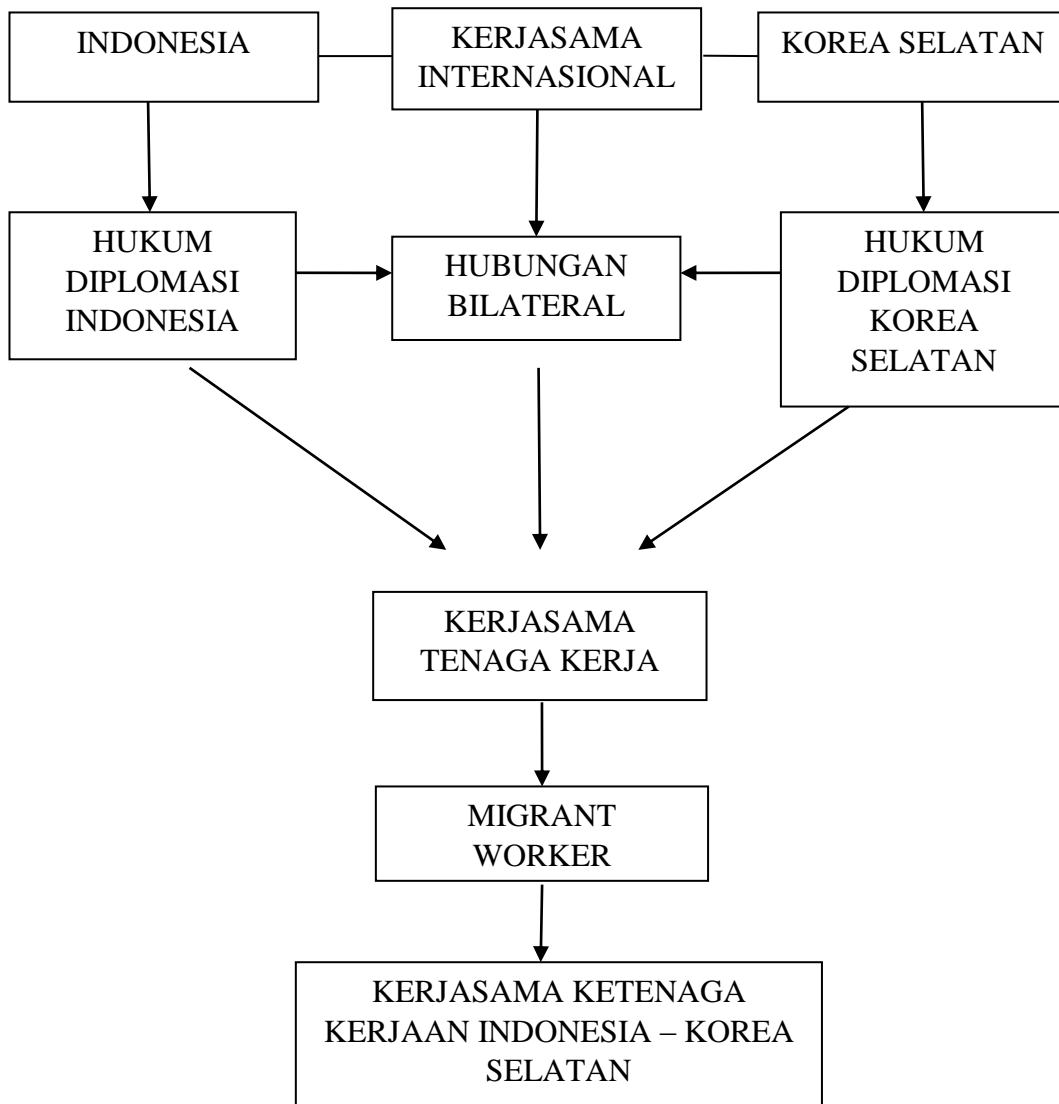 INDONESIA
KERJASAMA
INTERNASIONAL
KOREA SELATAN
HUKUM
DIPLOMASI
INDONESIA
HUBUNGAN
BILATERAL
HUKUM
DIPLOMASI
KOREA
SELATAN
KERJASAMA
TENAGA KERJA
MIGRANT
WORKER
KERJASAMA KETENAGA
KERJAAN INDONESIA – KOREA
SELATAN